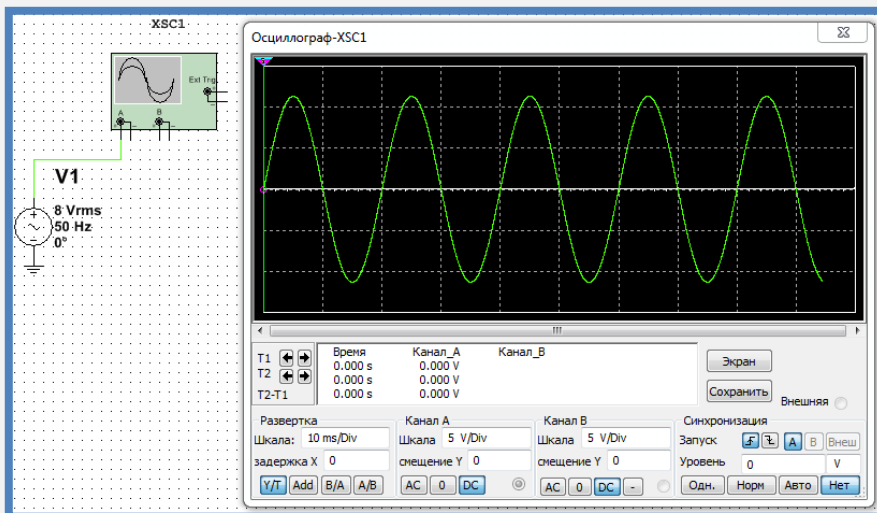 XSC1
Ext Trig
+
A
B
V1
8 Vrms
50 Hz
0°
Осциллограф-XSC1
T1
T2
T2-T1
Время Канал_A Канал_B
0.000 s 0.000 V
0.000 s 0.000 V
0.000 s 0.000 V
Экран
Сохранить
Внешняя
Развертка
Шкала: 10 ms/Div
задержка X 0
Y/T Add B/A A/B
Канал A
Шкала 5 V/Div
смещение Y 0
AC 0 DC
Канал B
Шкала 5 V/Div
смещение Y 0
AC 0 DC -
Синхронизация
Запуск A B Внеш
Уровень 0 V
Одн. Норм Авто Нет